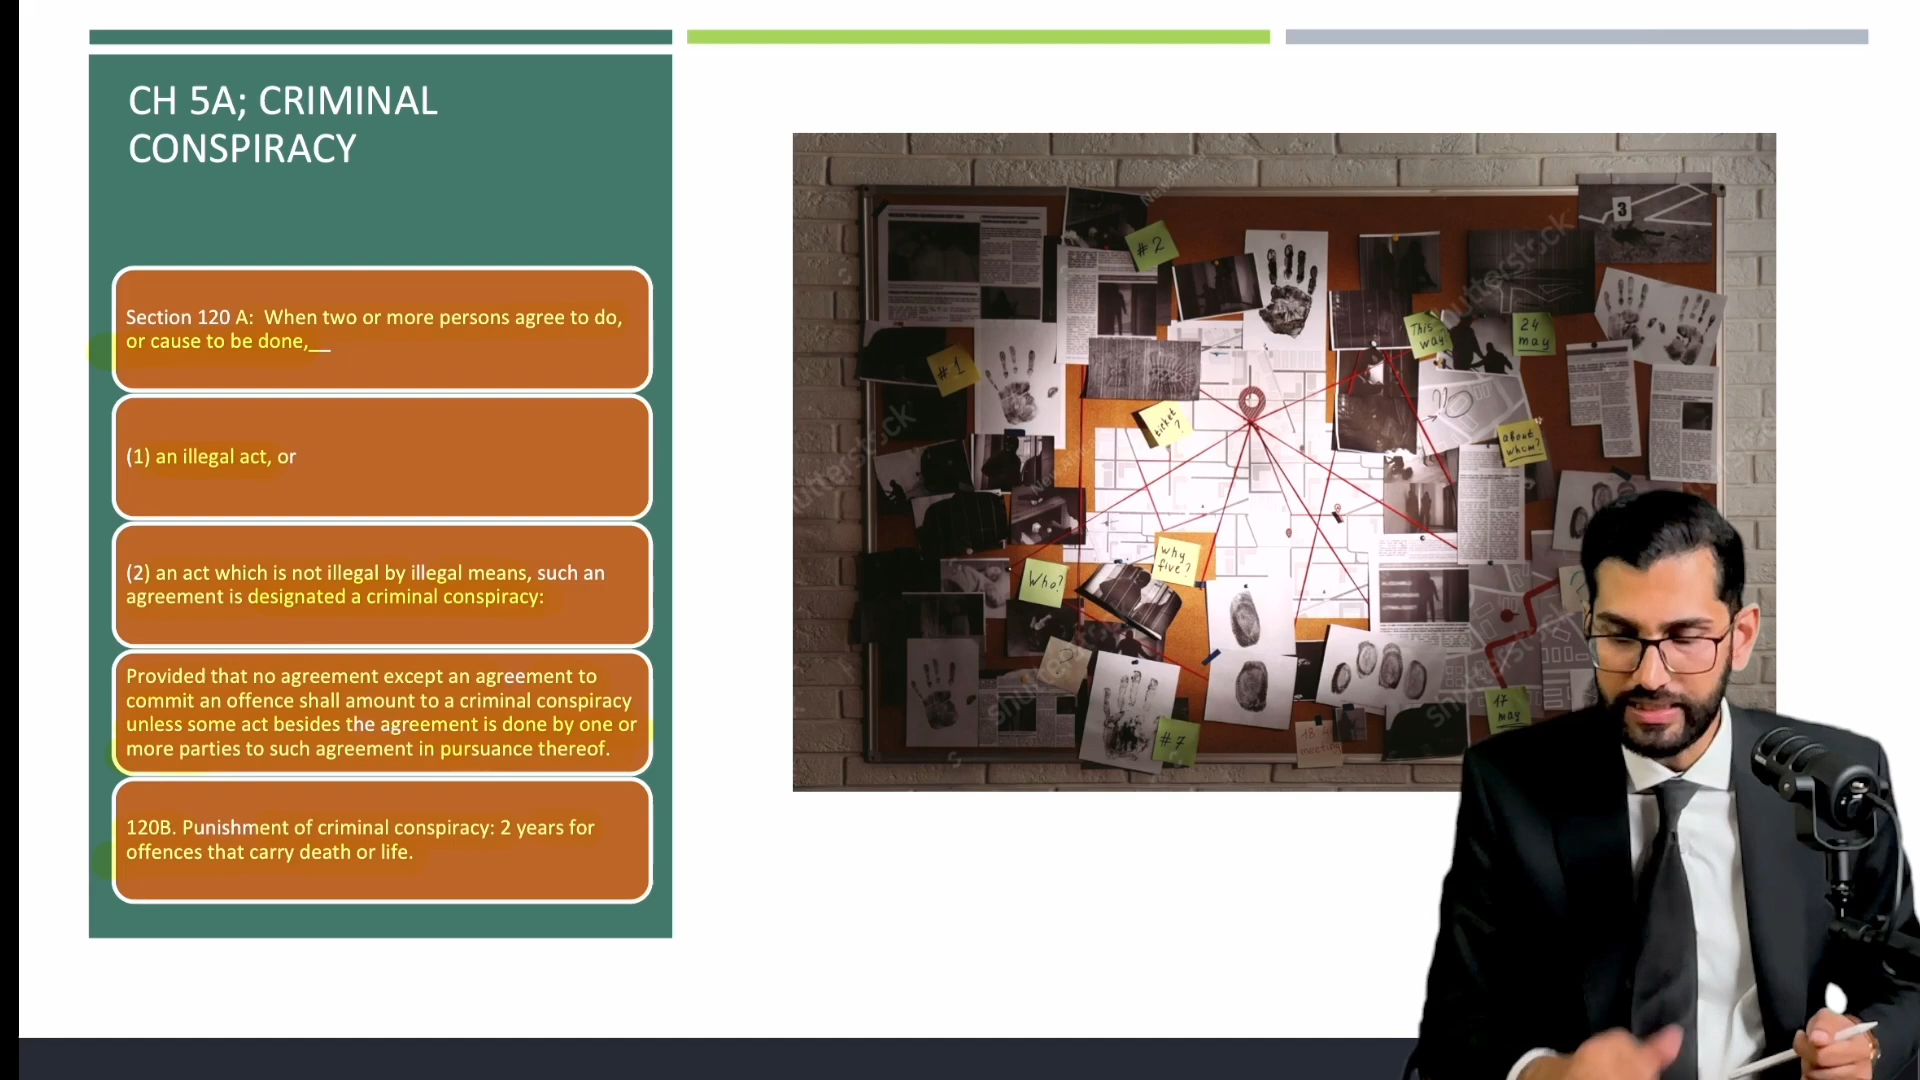 CH 5A; CRIMINAL
CONSPIRACY
Section 120 A:  When two or more persons agree to do,
or cause to be done,__
(1) an illegal act, or
(2) an act which is not illegal by illegal means, such an
agreement is designated a criminal conspiracy:
Provided that no agreement except an agreement to
commit an offence shall amount to a criminal conspiracy
unless some act besides the agreement is done by one or
more parties to such agreement in pursuance thereof.
120B. Punishment of criminal conspiracy: 2 years for
offences that carry death or life.
3
#2
This
way
24
may
#1
ticket
?
about
whom?
why
five?
Who?
17
may
#7
meeting
shutterstock